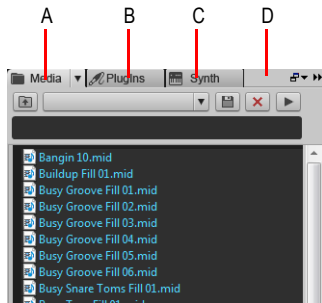 A B C D
Media PlugIns Synth
Bangin 10.mid
Buildup Fill 01.mid
Busy Groove Fill 01.mid
Busy Groove Fill 02.mid
Busy Groove Fill 03.mid
Busy Groove Fill 04.mid
Busy Groove Fill 05.mid
Busy Groove Fill 06.mid
Busy Snare Toms Fill 01.mid